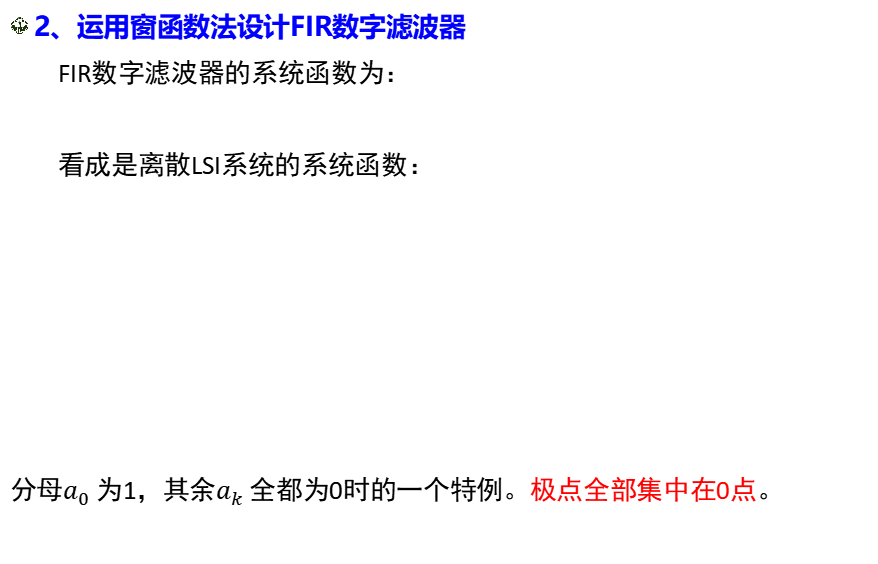 2、运用窗函数法设计FIR数字滤波器
FIR数字滤波器的系统函数为：
看成是离散LSI系统的系统函数：
分母a₀ 为1，其余aₖ 全都为0时的一个特例。极点全部集中在0点。